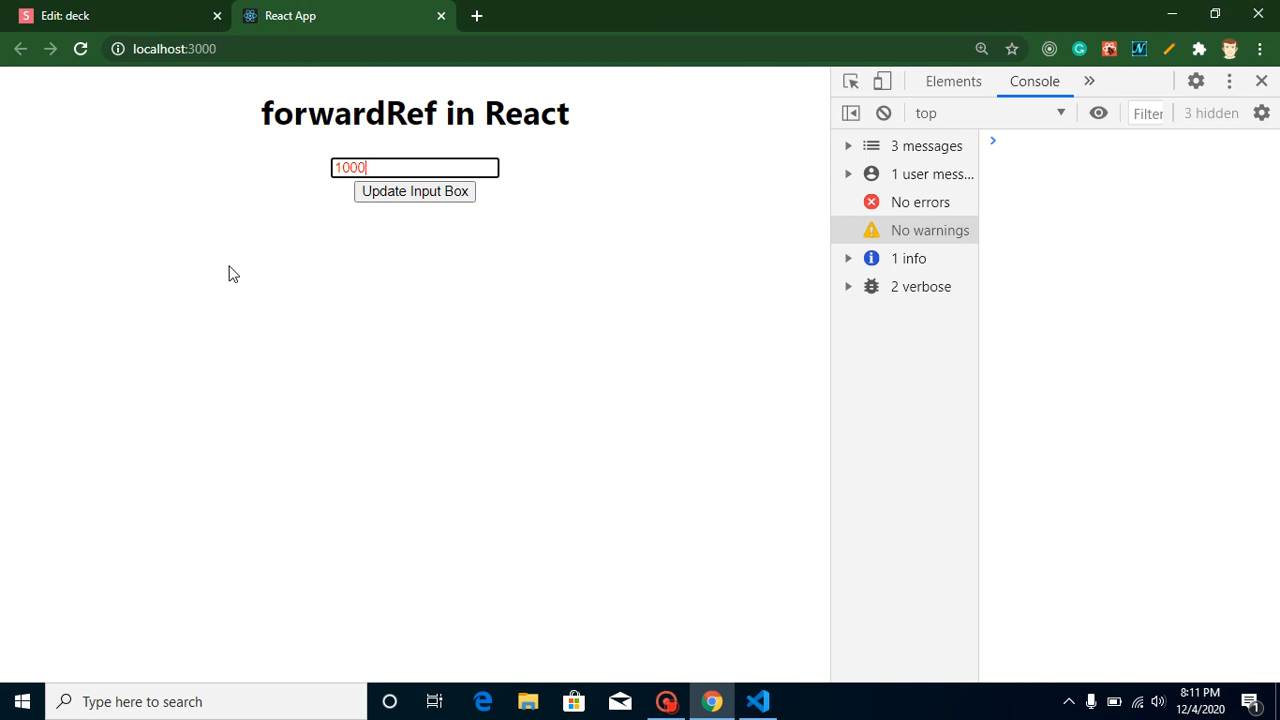 Edit: deck
React App
localhost:3000
forwardRef in React
1000
Update Input Box
Elements
Console
top
Filter
3 hidden
3 messages
1 user mess...
No errors
No warnings
1 info
2 verbose
Type here to search
8:11 PM
12/4/2020
1